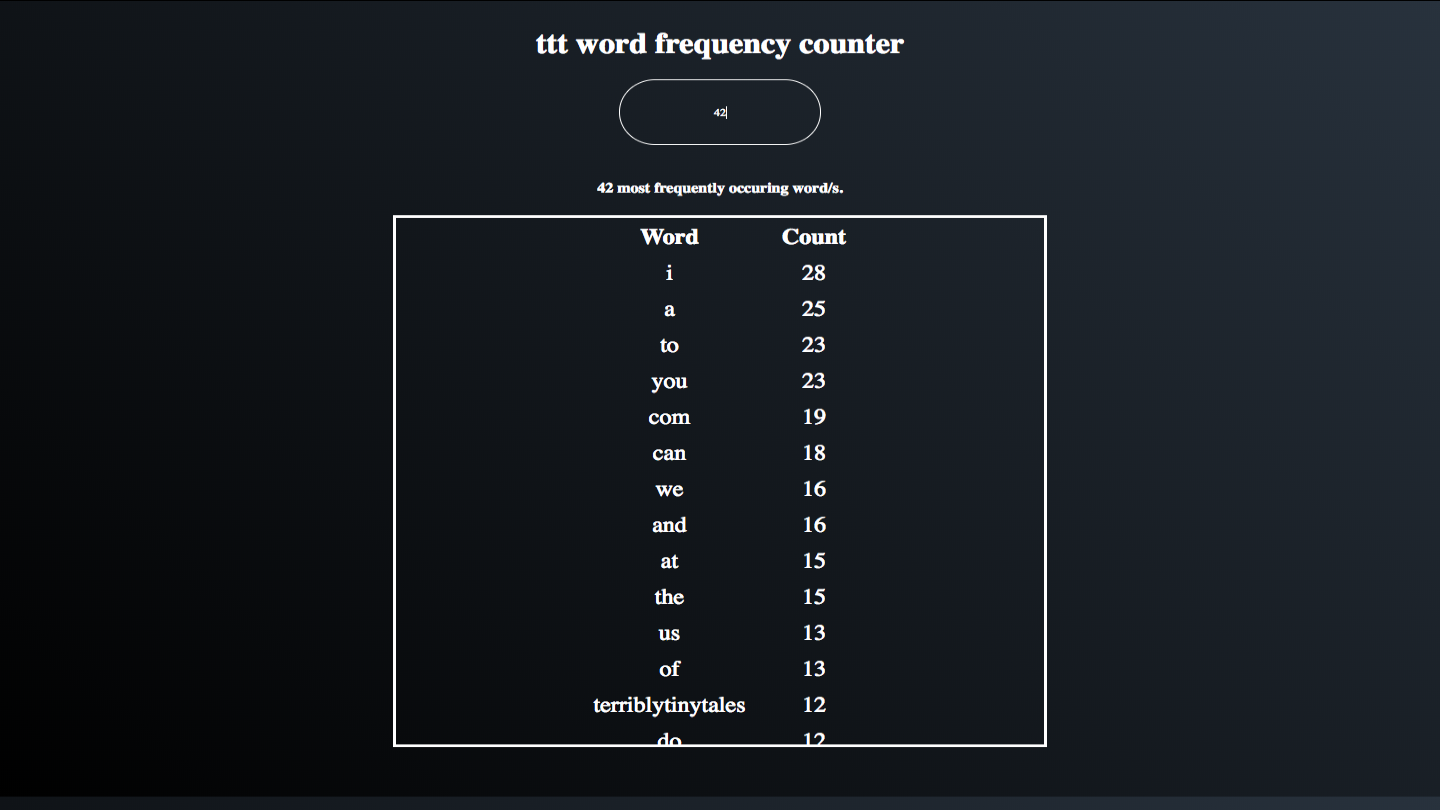 ttt word frequency counter
42
42 most frequently occuring word/s.
Word Count
i 28
a 25
to 23
you 23
com 19
can 18
we 16
and 16
at 15
the 15
us 13
of 13
terriblytinytales 12
do 12